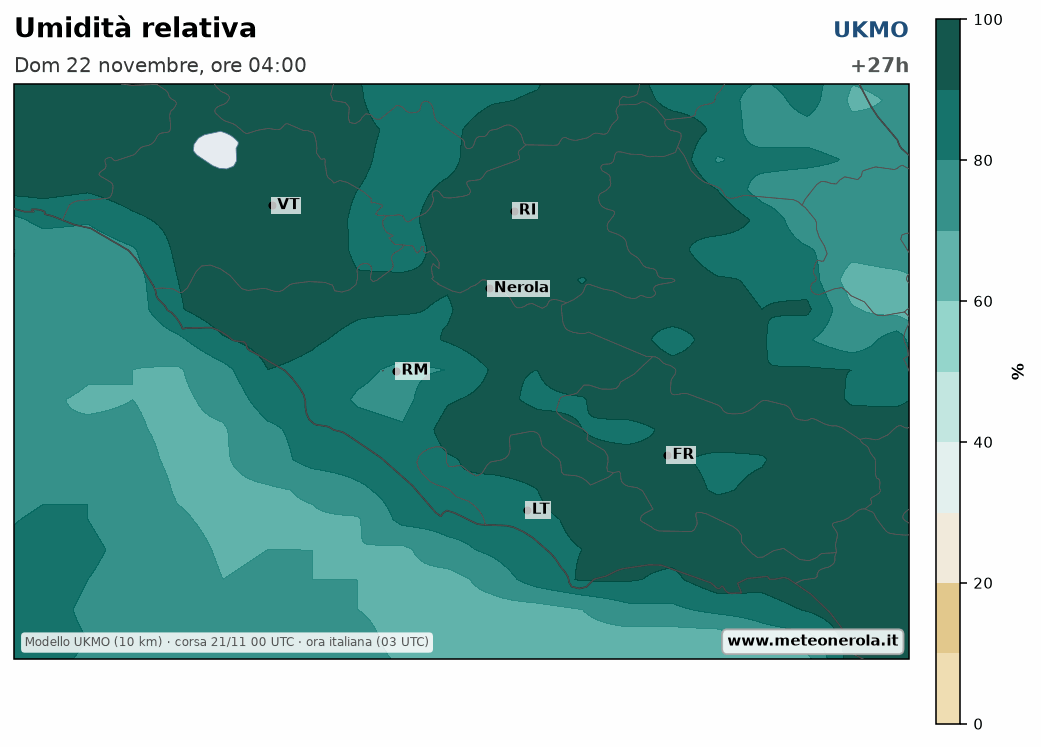 Umidità relativa
UKMO
Dom 22 novembre, ore 04:00
+27h
100
80
60
40
20
0
%
VT
RI
Nerola
RM
FR
LT
Modello UKMO (10 km) · corsa 21/11 00 UTC · ora italiana (03 UTC)
www.meteonerola.it